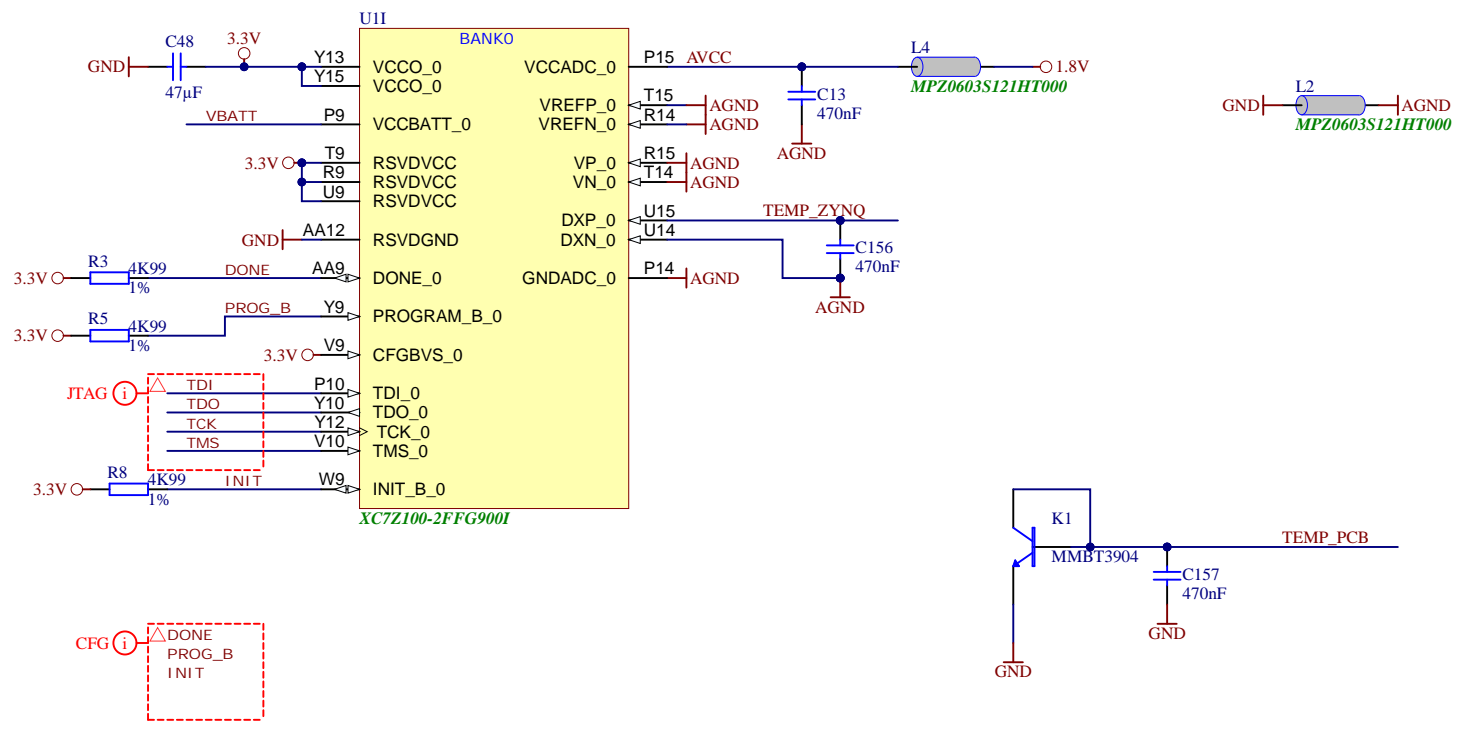 U1I
BANK0
C48
47µF
GND
3.3V
Y13
VCCO_0
Y15
VCCO_0
VBATT
P9
VCCBATT_0
3.3V
T9
RSVDVCC
R9
RSVDVCC
U9
RSVDVCC
GND
AA12
RSVDGND
3.3V
R3
4K99
1%
DONE
AA9
DONE_0
3.3V
R5
4K99
1%
PROG_B
Y9
PROGRAM_B_0
3.3V
V9
CFGBVS_0
JTAG
i
TDI
P10
TDI_0
TDO
Y10
TDO_0
TCK
Y12
TCK_0
TMS
V10
TMS_0
3.3V
R8
4K99
1%
INIT
W9
INIT_B_0
XC7Z100-2FFG900I
VCCADC_0
P15
AVCC
VREFP_0
T15
AGND
VREFN_0
R14
AGND
VP_0
R15
AGND
VN_0
T14
AGND
DXP_0
U15
TEMP_ZYNQ
DXN_0
U14
GNDADC_0
P14
AGND
C13
470nF
AGND
L4
MPZ0603S121HT000
1.8V
C156
470nF
AGND
L2
GND
AGND
MPZ0603S121HT000
K1
MMBT3904
TEMP_PCB
C157
470nF
GND
GND
CFG
i
DONE
PROG_B
INIT